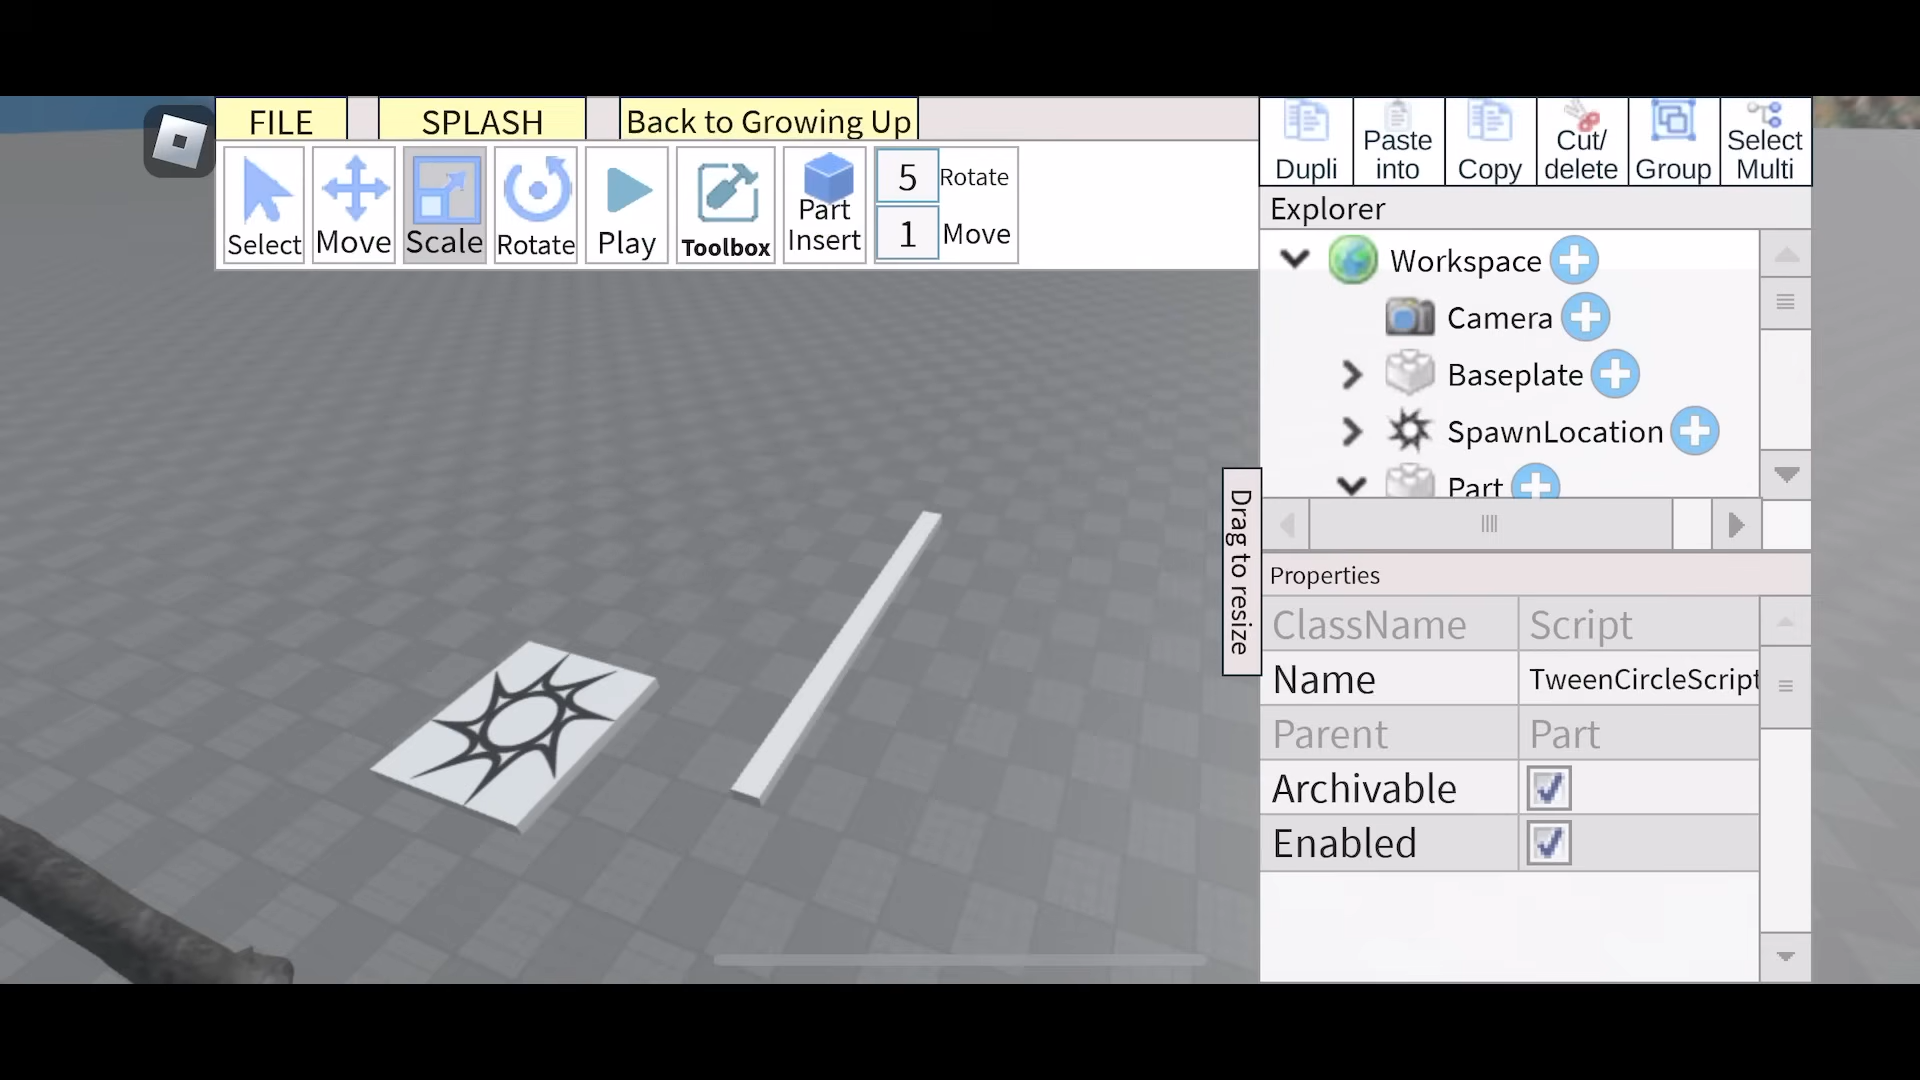 FILE
SPLASH
Back to Growing Up
Select
Move
Scale
Rotate
Play
Toolbox
Part
Insert
5
Rotate
1
Move
Dupli
Paste
into
Copy
Cut/
delete
Group
Select
Multi
Explorer
Workspace
Camera
Baseplate
SpawnLocation
Part
Drag to resize
Properties
ClassName
Script
Name
TweenCircleScript
Parent
Part
Archivable
Enabled